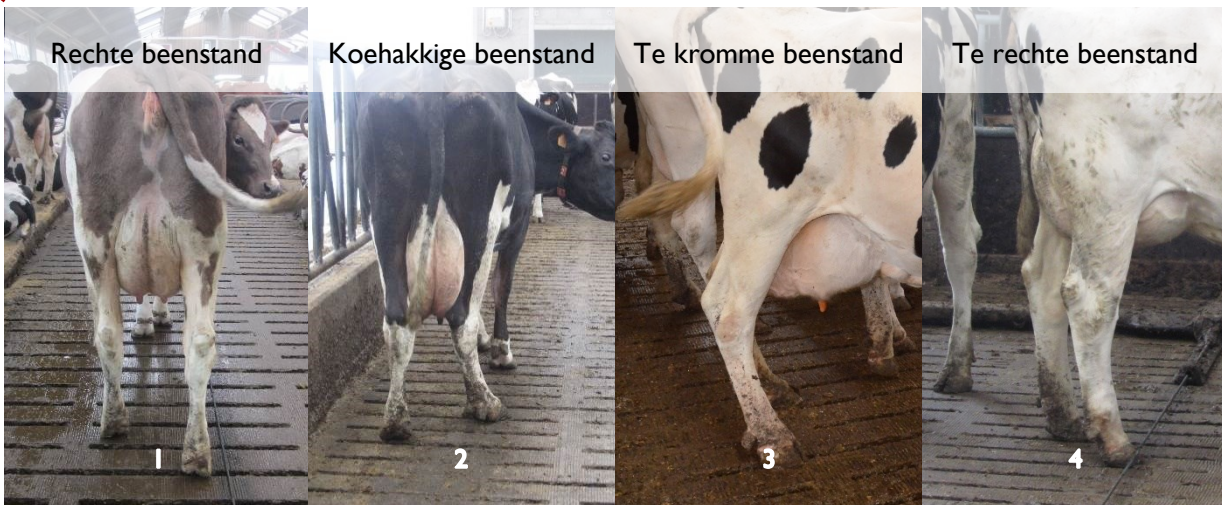 Rechte beenstand
Koehakkige beenstand
Te kromme beenstand
Te rechte beenstand
1
2
3
4